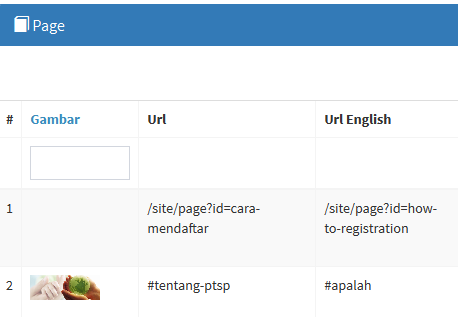 Page
# Gambar Url Url English
1 /site/page?id=cara- /site/page?id=how-
mendaftar to-registration
2 #tentang-ptsp #apalah